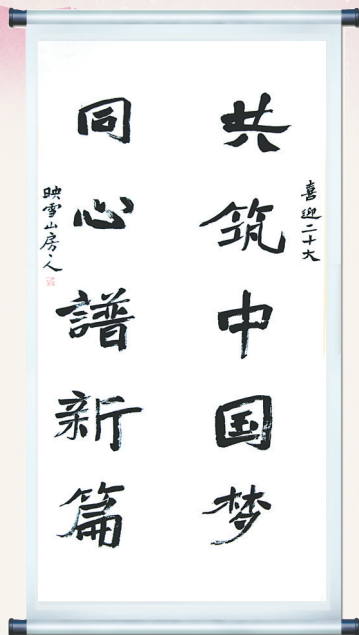 喜迎二十大
共筑中国梦
同心譜新篇
映雪山房、人